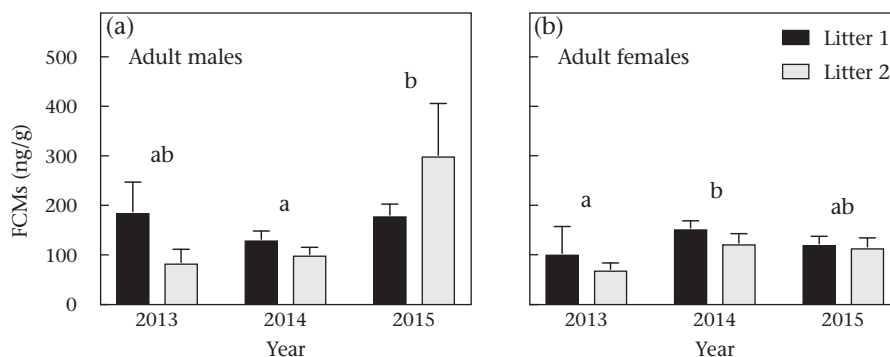 (a)
Adult males
500
400
300
200
100
0
FCMs (ng/g)
ab
a
b
2013
2014
2015
Year
(b)
Adult females
Litter 1
Litter 2
a
b
ab
2013
2014
2015
Year